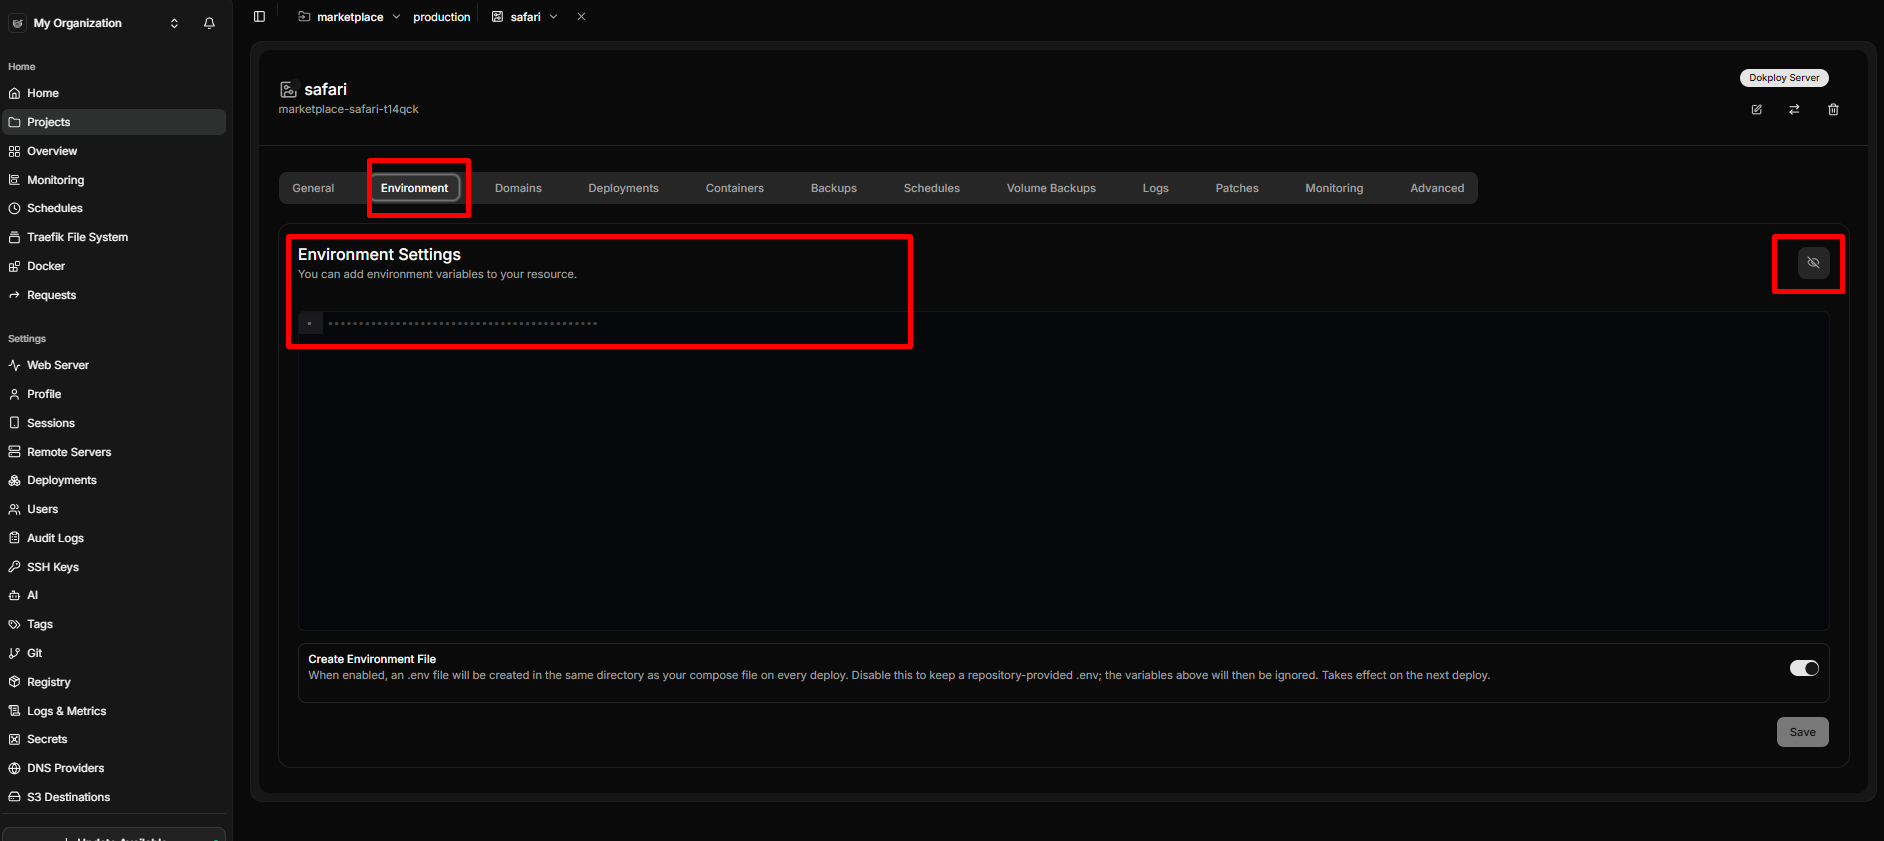 My Organization
marketplace
production
safari
Home
Home
Projects
Overview
Monitoring
Schedules
Traefik File System
Docker
Requests
Settings
Web Server
Profile
Sessions
Remote Servers
Deployments
Users
Audit Logs
SSH Keys
AI
Tags
Git
Registry
Logs & Metrics
Secrets
DNS Providers
S3 Destinations
Update Available
safari
marketplace-safari-t14qck
Dokploy Server
General Environment Domains Deployments Containers Backups Schedules Volume Backups Logs Patches Monitoring Advanced
Environment Settings
You can add environment variables to your resource.
Create Environment File
When enabled, an .env file will be created in the same directory as your compose file on every deploy. Disable this to keep a repository-provided .env; the variables above will then be ignored. Takes effect on the next deploy.
Save